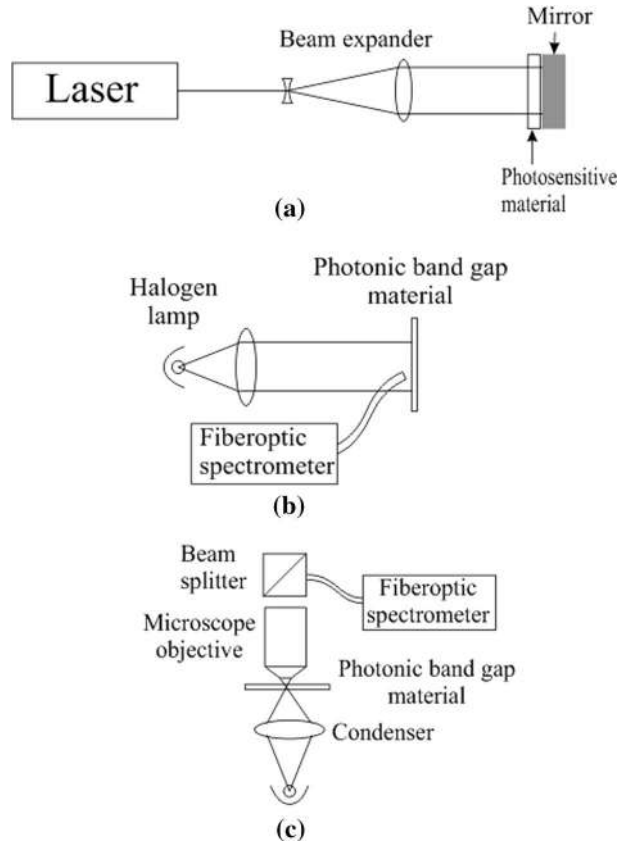 Mirror
Beam expander
Laser
Photosensitive
material
(a)
Photonic band gap
material
Halogen
lamp
Fiberoptic
spectrometer
(b)
Beam
splitter
Fiberoptic
spectrometer
Microscope
objective
Photonic band gap
material
Condenser
(c)